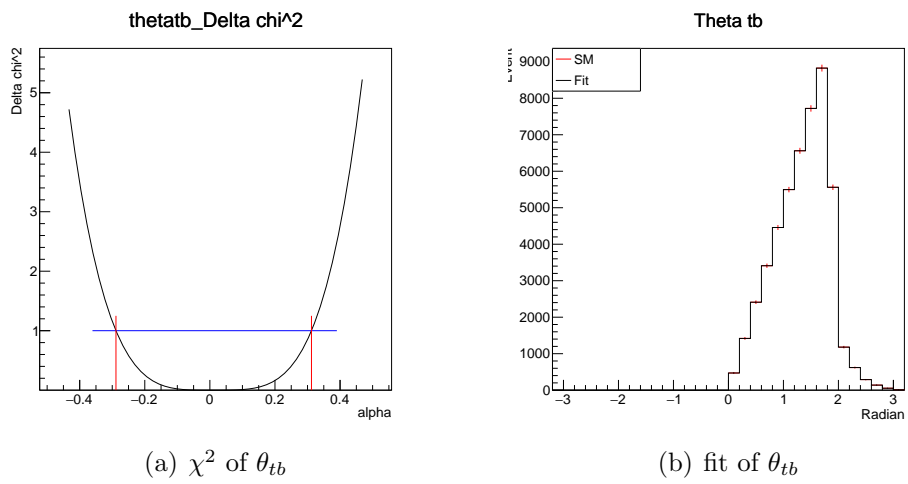 thetatb_Delta chi^2
Delta chi^2
5
4
3
2
1
−0.4 −0.2 0 0.2 0.4
alpha
(a) χ² of θ_tb
Theta tb
SM
Fit
9000
8000
7000
6000
5000
4000
3000
2000
1000
0
−3 −2 −1 0 1 2 3
Radian
(b) fit of θ_tb